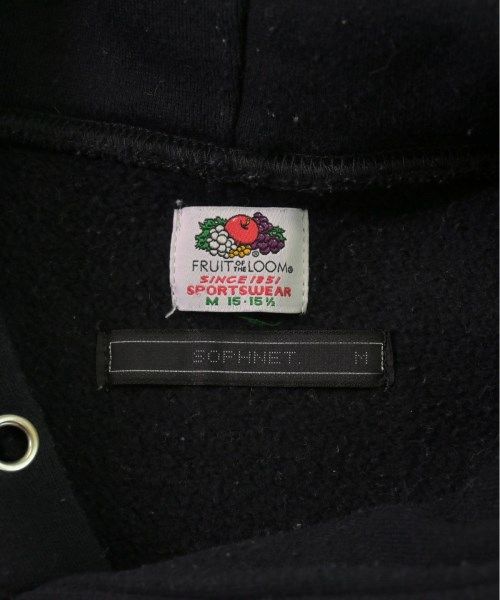 FRUIT OF THE LOOM®
SINCE 1851
SPORTSWEAR
M 15-15½
SOPHNET. M